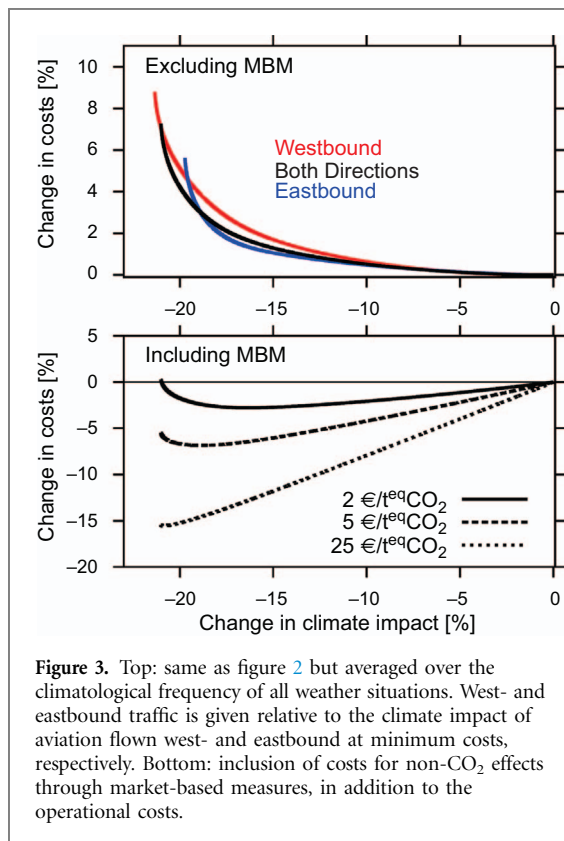 Change in costs [%]
10
8
6
4
2
0
Excluding MBM
Westbound
Both Directions
Eastbound
−20 −15 −10 −5 0
Change in costs [%]
5
0
−5
−10
−15
−20
Including MBM
2 €/t^eqCO₂
5 €/t^eqCO₂
25 €/t^eqCO₂
−20 −15 −10 −5 0
Change in climate impact [%]
Figure 3. Top: same as figure 2 but averaged over the
climatological frequency of all weather situations. West- and
eastbound traffic is given relative to the climate impact of
aviation flown west- and eastbound at minimum costs,
respectively. Bottom: inclusion of costs for non-CO₂ effects
through market-based measures, in addition to the
operational costs.